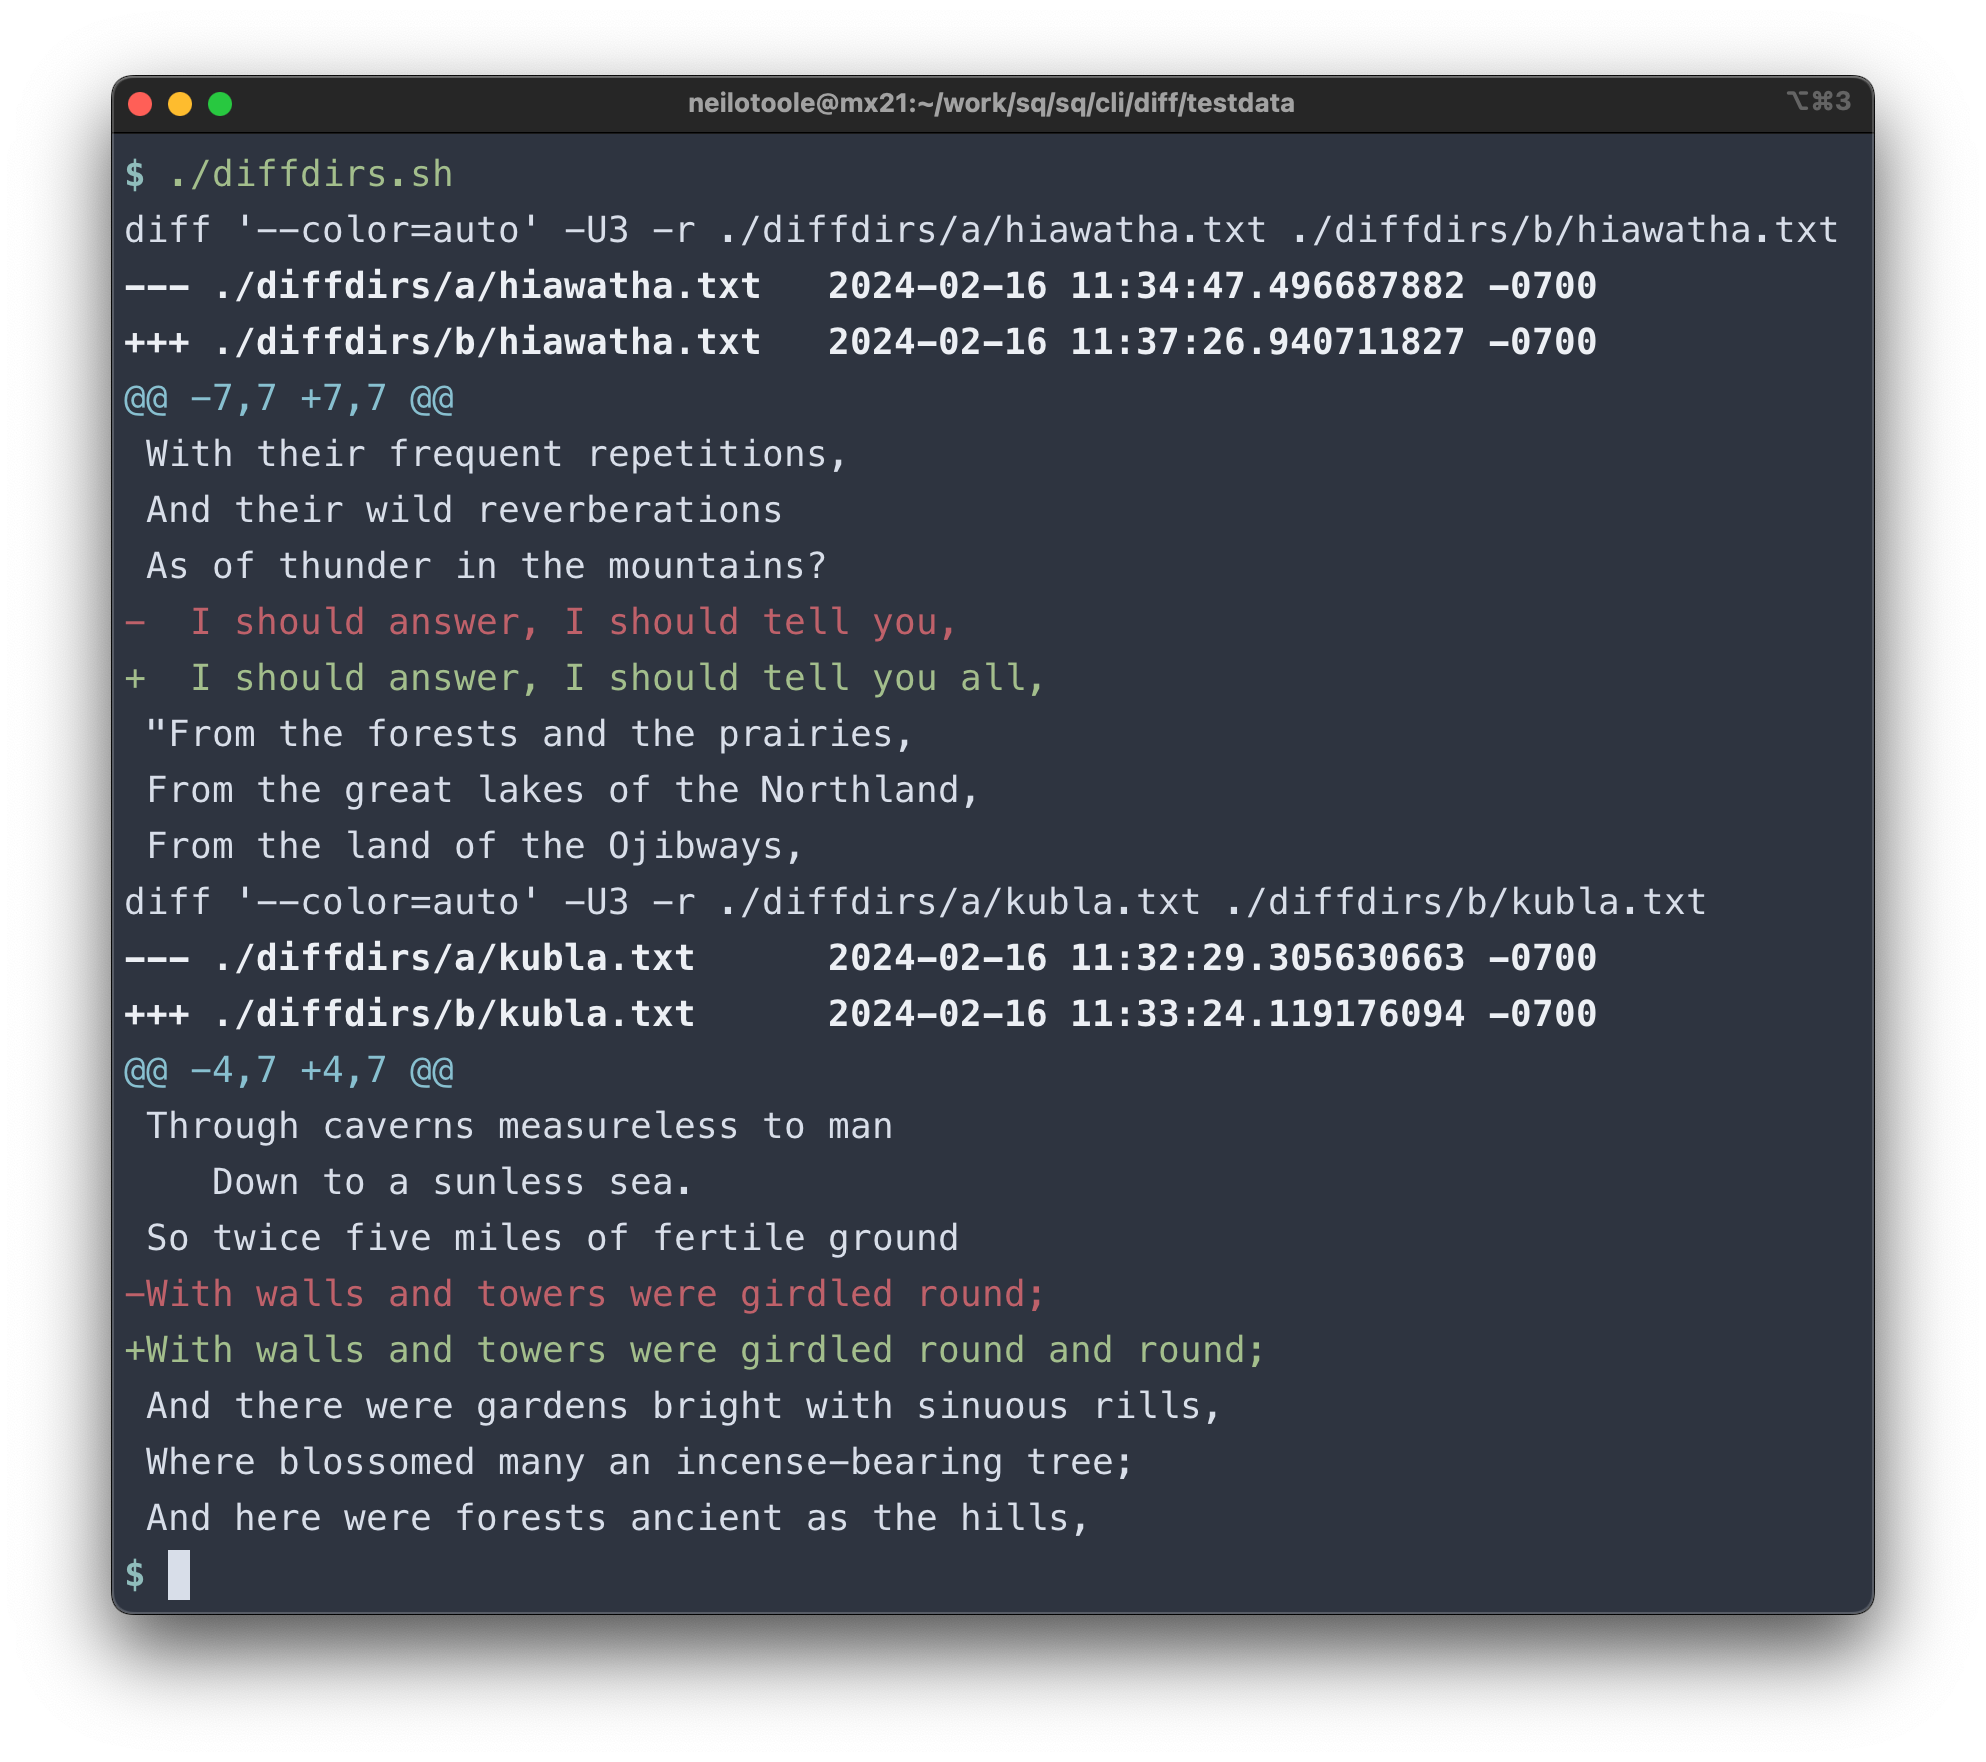 neilotoole@mx21:~/work/sq/sq/cli/diff/testdata ⌥⌘3
$ ./diffdirs.sh
diff '--color=auto' -U3 -r ./diffdirs/a/hiawatha.txt ./diffdirs/b/hiawatha.txt
--- ./diffdirs/a/hiawatha.txt   2024-02-16 11:34:47.496687882 -0700
+++ ./diffdirs/b/hiawatha.txt   2024-02-16 11:37:26.940711827 -0700
@@ -7,7 +7,7 @@
 With their frequent repetitions,
 And their wild reverberations
 As of thunder in the mountains?
-  I should answer, I should tell you,
+  I should answer, I should tell you all,
 "From the forests and the prairies,
 From the great lakes of the Northland,
 From the land of the Ojibways,
diff '--color=auto' -U3 -r ./diffdirs/a/kubla.txt ./diffdirs/b/kubla.txt
--- ./diffdirs/a/kubla.txt      2024-02-16 11:32:29.305630663 -0700
+++ ./diffdirs/b/kubla.txt      2024-02-16 11:33:24.119176094 -0700
@@ -4,7 +4,7 @@
 Through caverns measureless to man
    Down to a sunless sea.
 So twice five miles of fertile ground
-With walls and towers were girdled round;
+With walls and towers were girdled round and round;
 And there were gardens bright with sinuous rills,
 Where blossomed many an incense-bearing tree;
 And here were forests ancient as the hills,
$